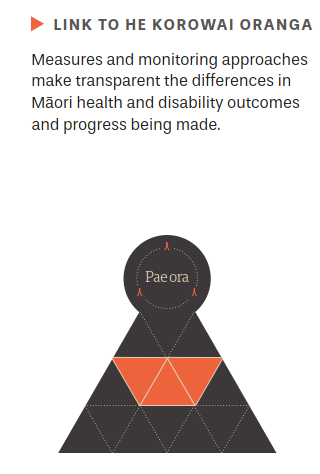 LINK TO HE KOROWAI ORANGA
Measures and monitoring approaches
make transparent the differences in
Māori health and disability outcomes
and progress being made.
Pae ora